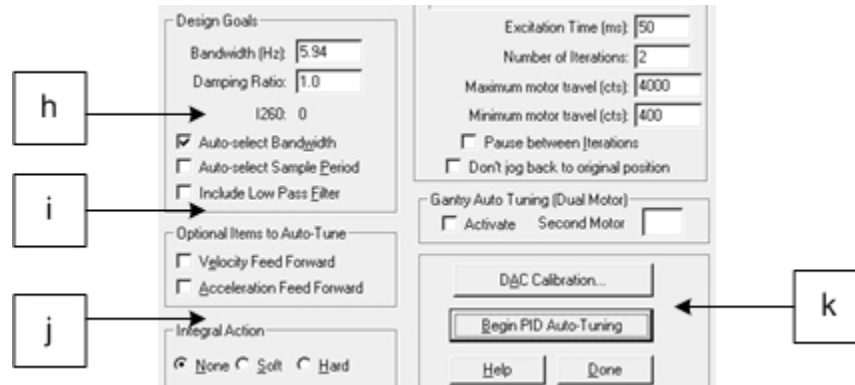 h
i
j
k
Design Goals
Bandwidth (Hz): 5.94
Damping Ratio: 1.0
I260: 0
Auto-select Bandwidth
Auto-select Sample Period
Include Low Pass Filter
Optional Items to Auto-Tune
Velocity Feed Forward
Acceleration Feed Forward
Integral Action
None Soft Hard
Excitation Time (ms): 50
Number of Iterations: 2
Maximum motor travel (cts): 4000
Minimum motor travel (cts): 400
Pause between Iterations
Don't jog back to original position
Gantry Auto Tuning (Dual Motor)
Activate Second Motor
DAC Calibration...
Begin PID Auto-Tuning
Help Done